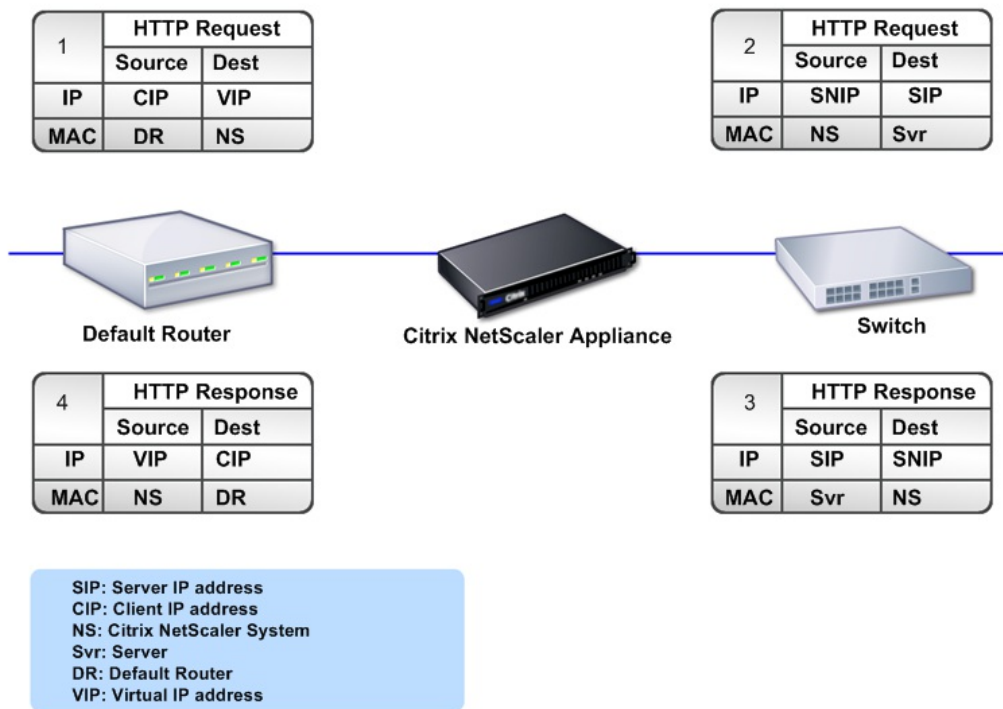 1 HTTP Request
Source Dest
IP CIP VIP
MAC DR NS
2 HTTP Request
Source Dest
IP SNIP SIP
MAC NS Svr
Citrix
Default Router
Citrix NetScaler Appliance
Switch
4 HTTP Response
Source Dest
IP VIP CIP
MAC NS DR
3 HTTP Response
Source Dest
IP SIP SNIP
MAC Svr NS
SIP: Server IP address
CIP: Client IP address
NS: Citrix NetScaler System
Svr: Server
DR: Default Router
VIP: Virtual IP address